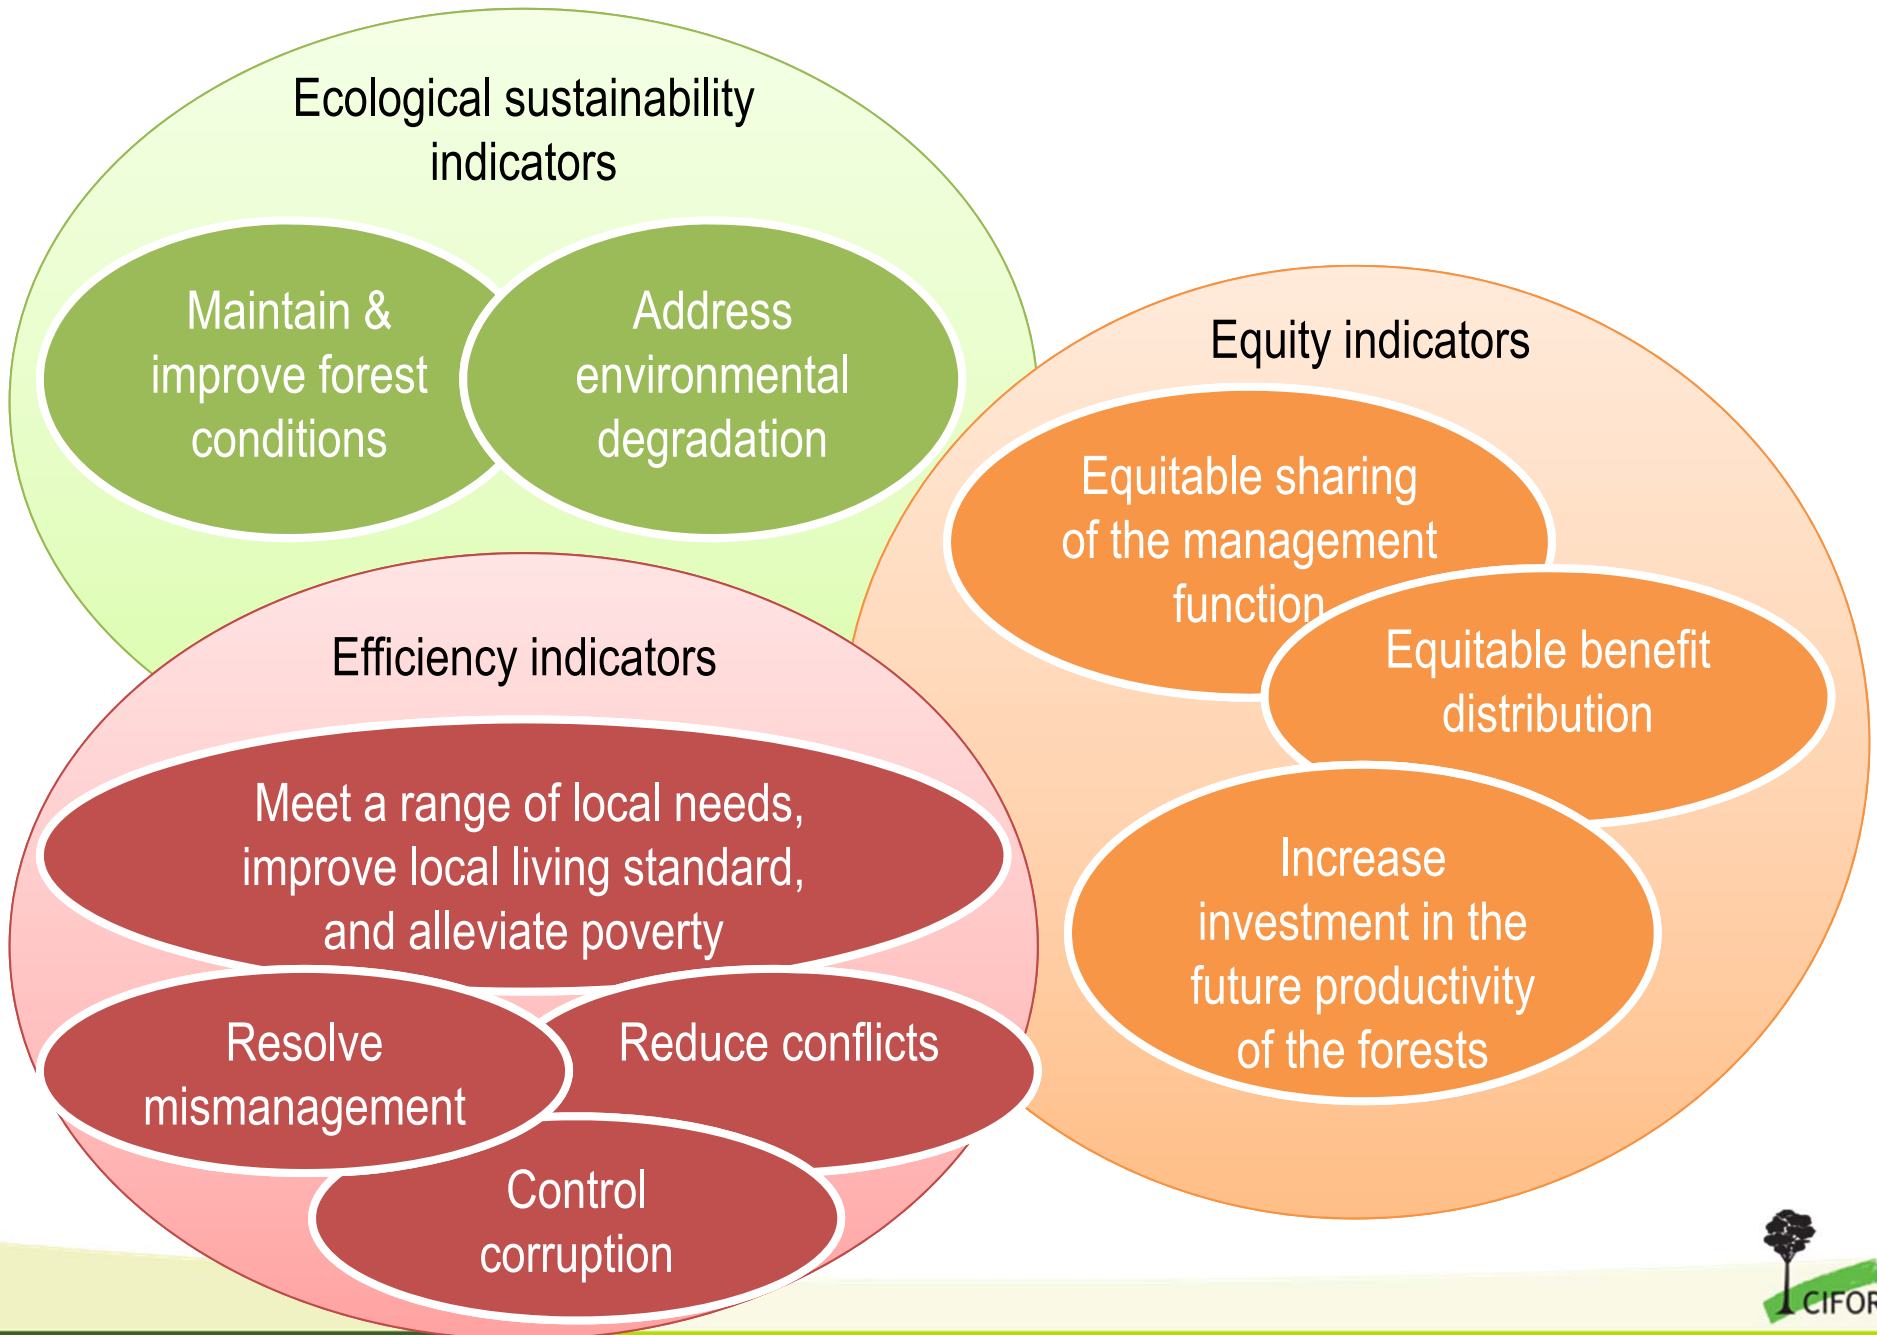 Ecological sustainability
indicators
Maintain &
improve forest
conditions
Address
environmental
degradation
Equity indicators
Equitable sharing
of the management
function
Equitable benefit
distribution
Increase
investment in the
future productivity
of the forests
Efficiency indicators
Meet a range of local needs,
improve local living standard,
and alleviate poverty
Resolve
mismanagement
Reduce conflicts
Control
corruption
CIFOR